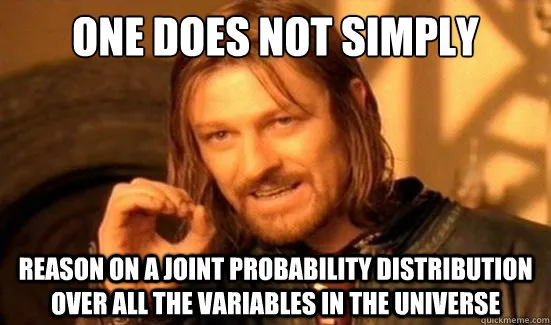 ONE DOES NOT SIMPLY
REASON ON A JOINT PROBABILITY DISTRIBUTION
OVER ALL THE VARIABLES IN THE UNIVERSE
quickmeme.com